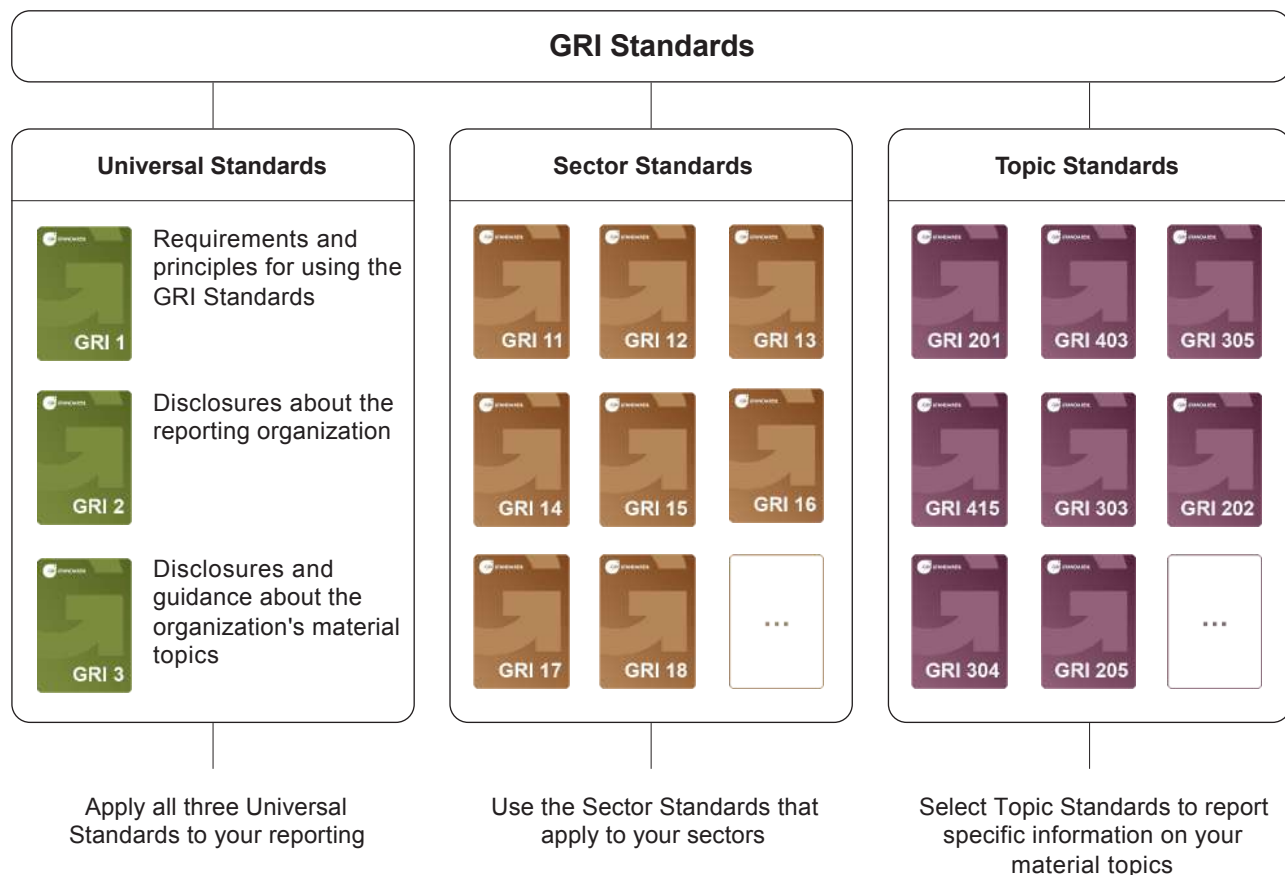 GRI Standards
Universal Standards
STANDARDS
GRI 1
Requirements and
principles for using the
GRI Standards
STANDARDS
GRI 2
Disclosures about the
reporting organization
STANDARDS
GRI 3
Disclosures and
guidance about the
organization's material
topics
Apply all three Universal
Standards to your reporting
Sector Standards
GRI 11
GRI 12
GRI 13
GRI 14
GRI 15
GRI 16
GRI 17
GRI 18
...
Use the Sector Standards that
apply to your sectors
Topic Standards
GRI 201
GRI 403
GRI 305
GRI 415
GRI 303
GRI 202
GRI 304
GRI 205
...
Select Topic Standards to report
specific information on your
material topics